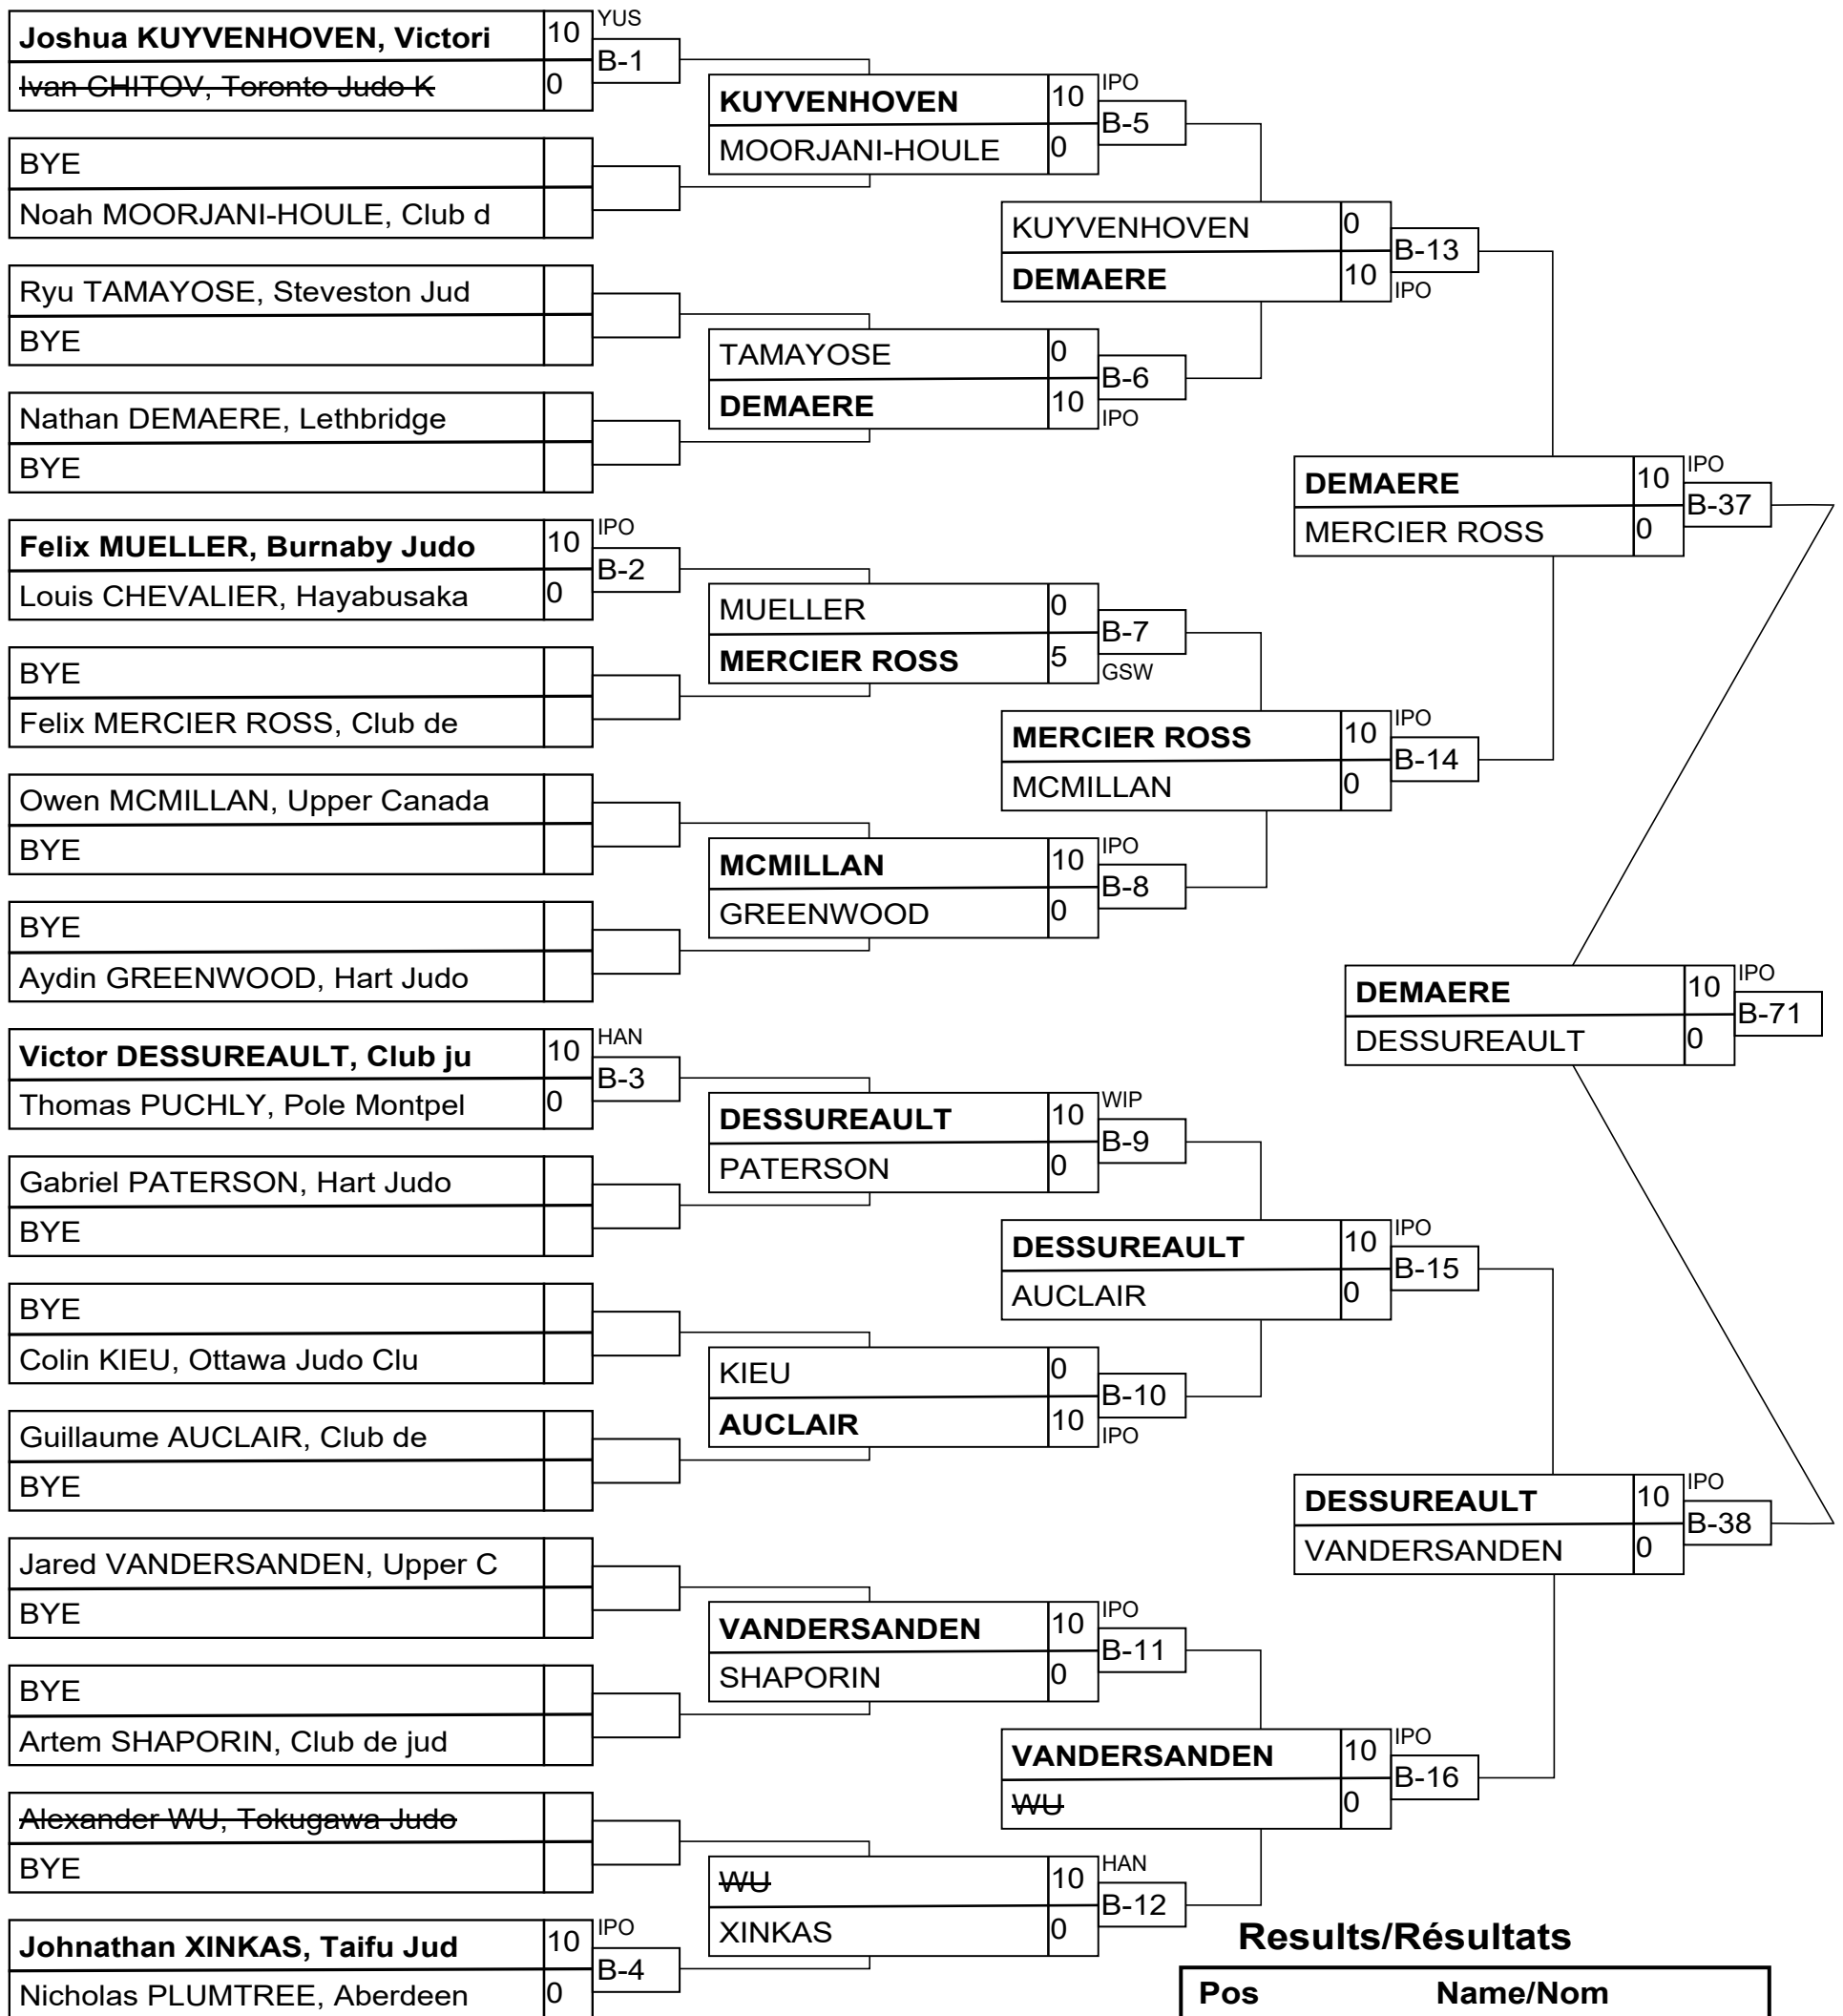 Joshua KUYVENHOVEN, Victori 10 YUS
B-1
Ivan CHITOV, Toronto Judo K 0
BYE
Noah MOORJANI-HOULE, Club d
Ryu TAMAYOSE, Steveston Jud
BYE
Nathan DEMAERE, Lethbridge
BYE
Felix MUELLER, Burnaby Judo 10 IPO
B-2
Louis CHEVALIER, Hayabusaka 0
BYE
Felix MERCIER ROSS, Club de
Owen MCMILLAN, Upper Canada
BYE
BYE
Aydin GREENWOOD, Hart Judo
Victor DESSUREAULT, Club ju 10 HAN
B-3
Thomas PUCHLY, Pole Montpel 0
Gabriel PATERSON, Hart Judo
BYE
BYE
Colin KIEU, Ottawa Judo Clu
Guillaume AUCLAIR, Club de
BYE
Jared VANDERSANDEN, Upper C
BYE
BYE
Artem SHAPORIN, Club de jud
Alexander WU, Tokugawa Judo
BYE
Johnathan XINKAS, Taifu Jud 10 IPO
B-4
Nicholas PLUMTREE, Aberdeen 0
KUYVENHOVEN 10 IPO
B-5
MOORJANI-HOULE 0
TAMAYOSE 0
B-6
DEMAERE 10 IPO
MUELLER 0
B-7
MERCIER ROSS 5 GSW
MCMILLAN 10 IPO
B-8
GREENWOOD 0
DESSUREAULT 10 WIP
B-9
PATERSON 0
KIEU 0
B-10
AUCLAIR 10 IPO
VANDERSANDEN 10 IPO
B-11
SHAPORIN 0
WU 10 HAN
B-12
XINKAS 0
KUYVENHOVEN 0
B-13
DEMAERE 10 IPO
MERCIER ROSS 10 IPO
B-14
MCMILLAN 0
DESSUREAULT 10 IPO
B-15
AUCLAIR 0
VANDERSANDEN 10 IPO
B-16
WU 0
DEMAERE 10 IPO
B-37
MERCIER ROSS 0
DESSUREAULT 10 IPO
B-38
VANDERSANDEN 0
DEMAERE 10 IPO
B-71
DESSUREAULT 0
Results/Résultats
Pos Name/Nom